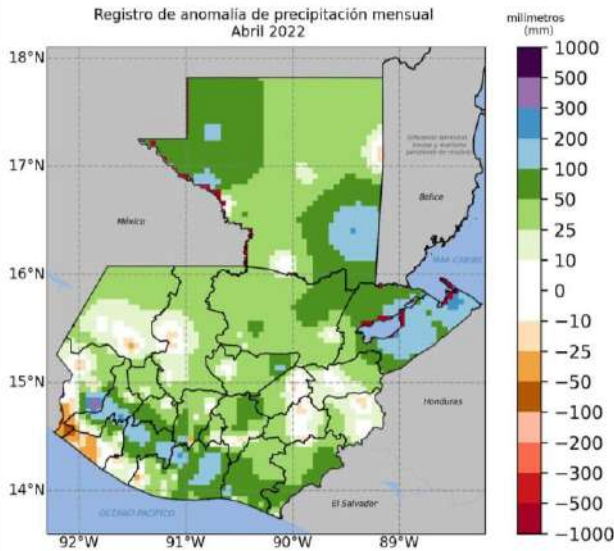 Registro de anomalía de precipitación mensual
Abril 2022
milimetros
(mm)
18°N
17°N
16°N
15°N
14°N
92°W
91°W
90°W
89°W
México
Belice
MAR CARIBE
Honduras
El Salvador
OCÉANO PACÍFICO
1000
500
300
200
100
50
25
10
0
−10
−25
−50
−100
−200
−300
−500
−1000